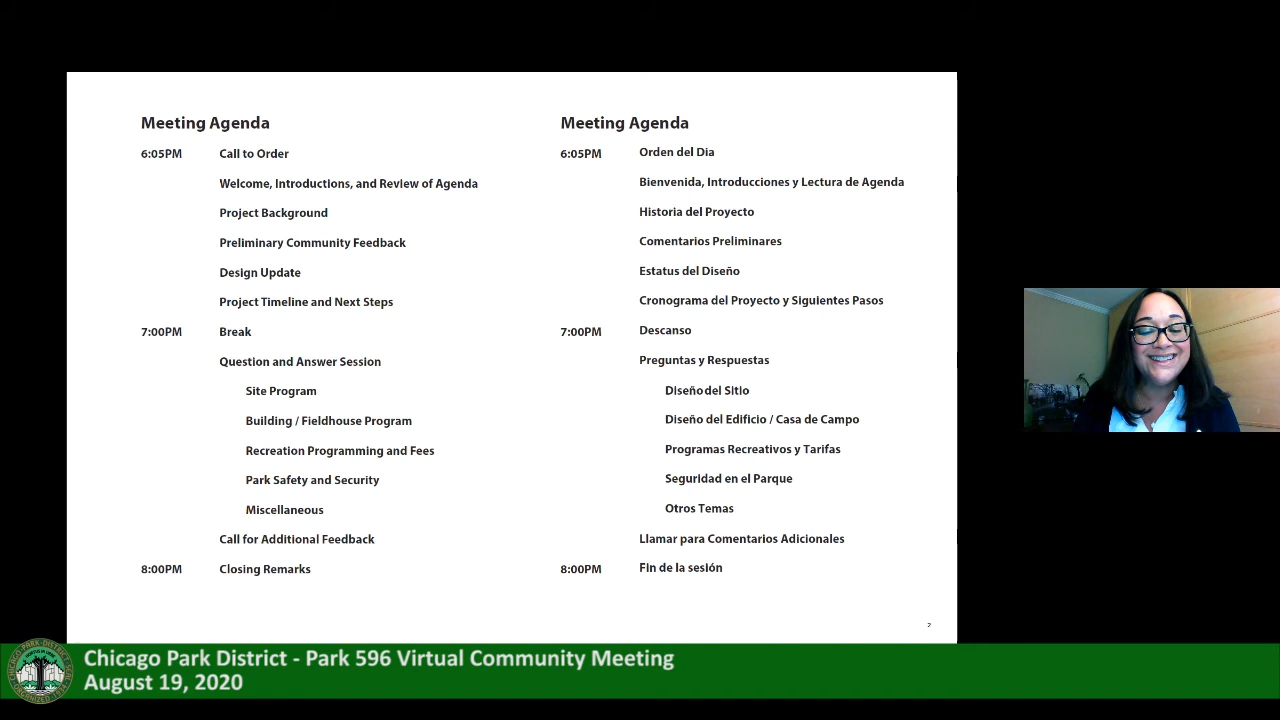 Meeting Agenda
6:05PM Call to Order
Welcome, Introductions, and Review of Agenda
Project Background
Preliminary Community Feedback
Design Update
Project Timeline and Next Steps
7:00PM Break
Question and Answer Session
Site Program
Building / Fieldhouse Program
Recreation Programming and Fees
Park Safety and Security
Miscellaneous
Call for Additional Feedback
8:00PM Closing Remarks
Meeting Agenda
6:05PM Orden del Dia
Bienvenida, Introducciones y Lectura de Agenda
Historia del Proyecto
Comentarios Preliminares
Estatus del Diseño
Cronograma del Proyecto y Siguientes Pasos
7:00PM Descanso
Preguntas y Respuestas
Diseño del Sitio
Diseño del Edificio / Casa de Campo
Programas Recreativos y Tarifas
Seguridad en el Parque
Otros Temas
Llamar para Comentarios Adicionales
8:00PM Fin de la sesión
2
Chicago Park District - Park 596 Virtual Community Meeting
August 19, 2020